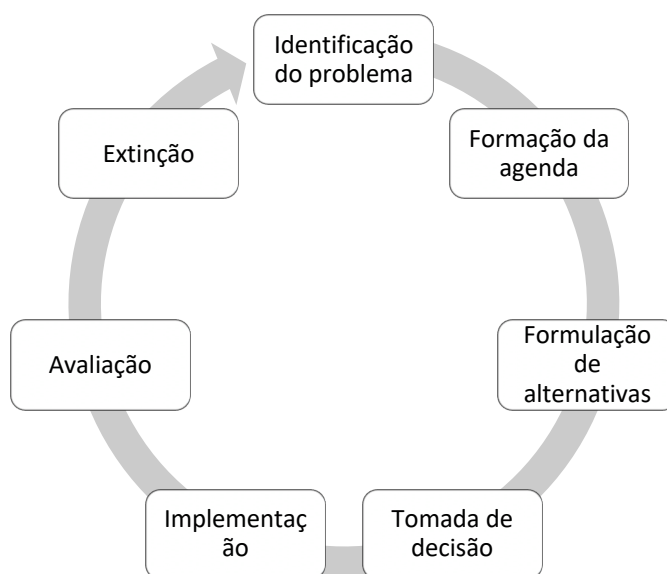 Identificação
do problema
Formação da
agenda
Formulação
de
alternativas
Tomada de
decisão
Implementaç
ão
Avaliação
Extinção